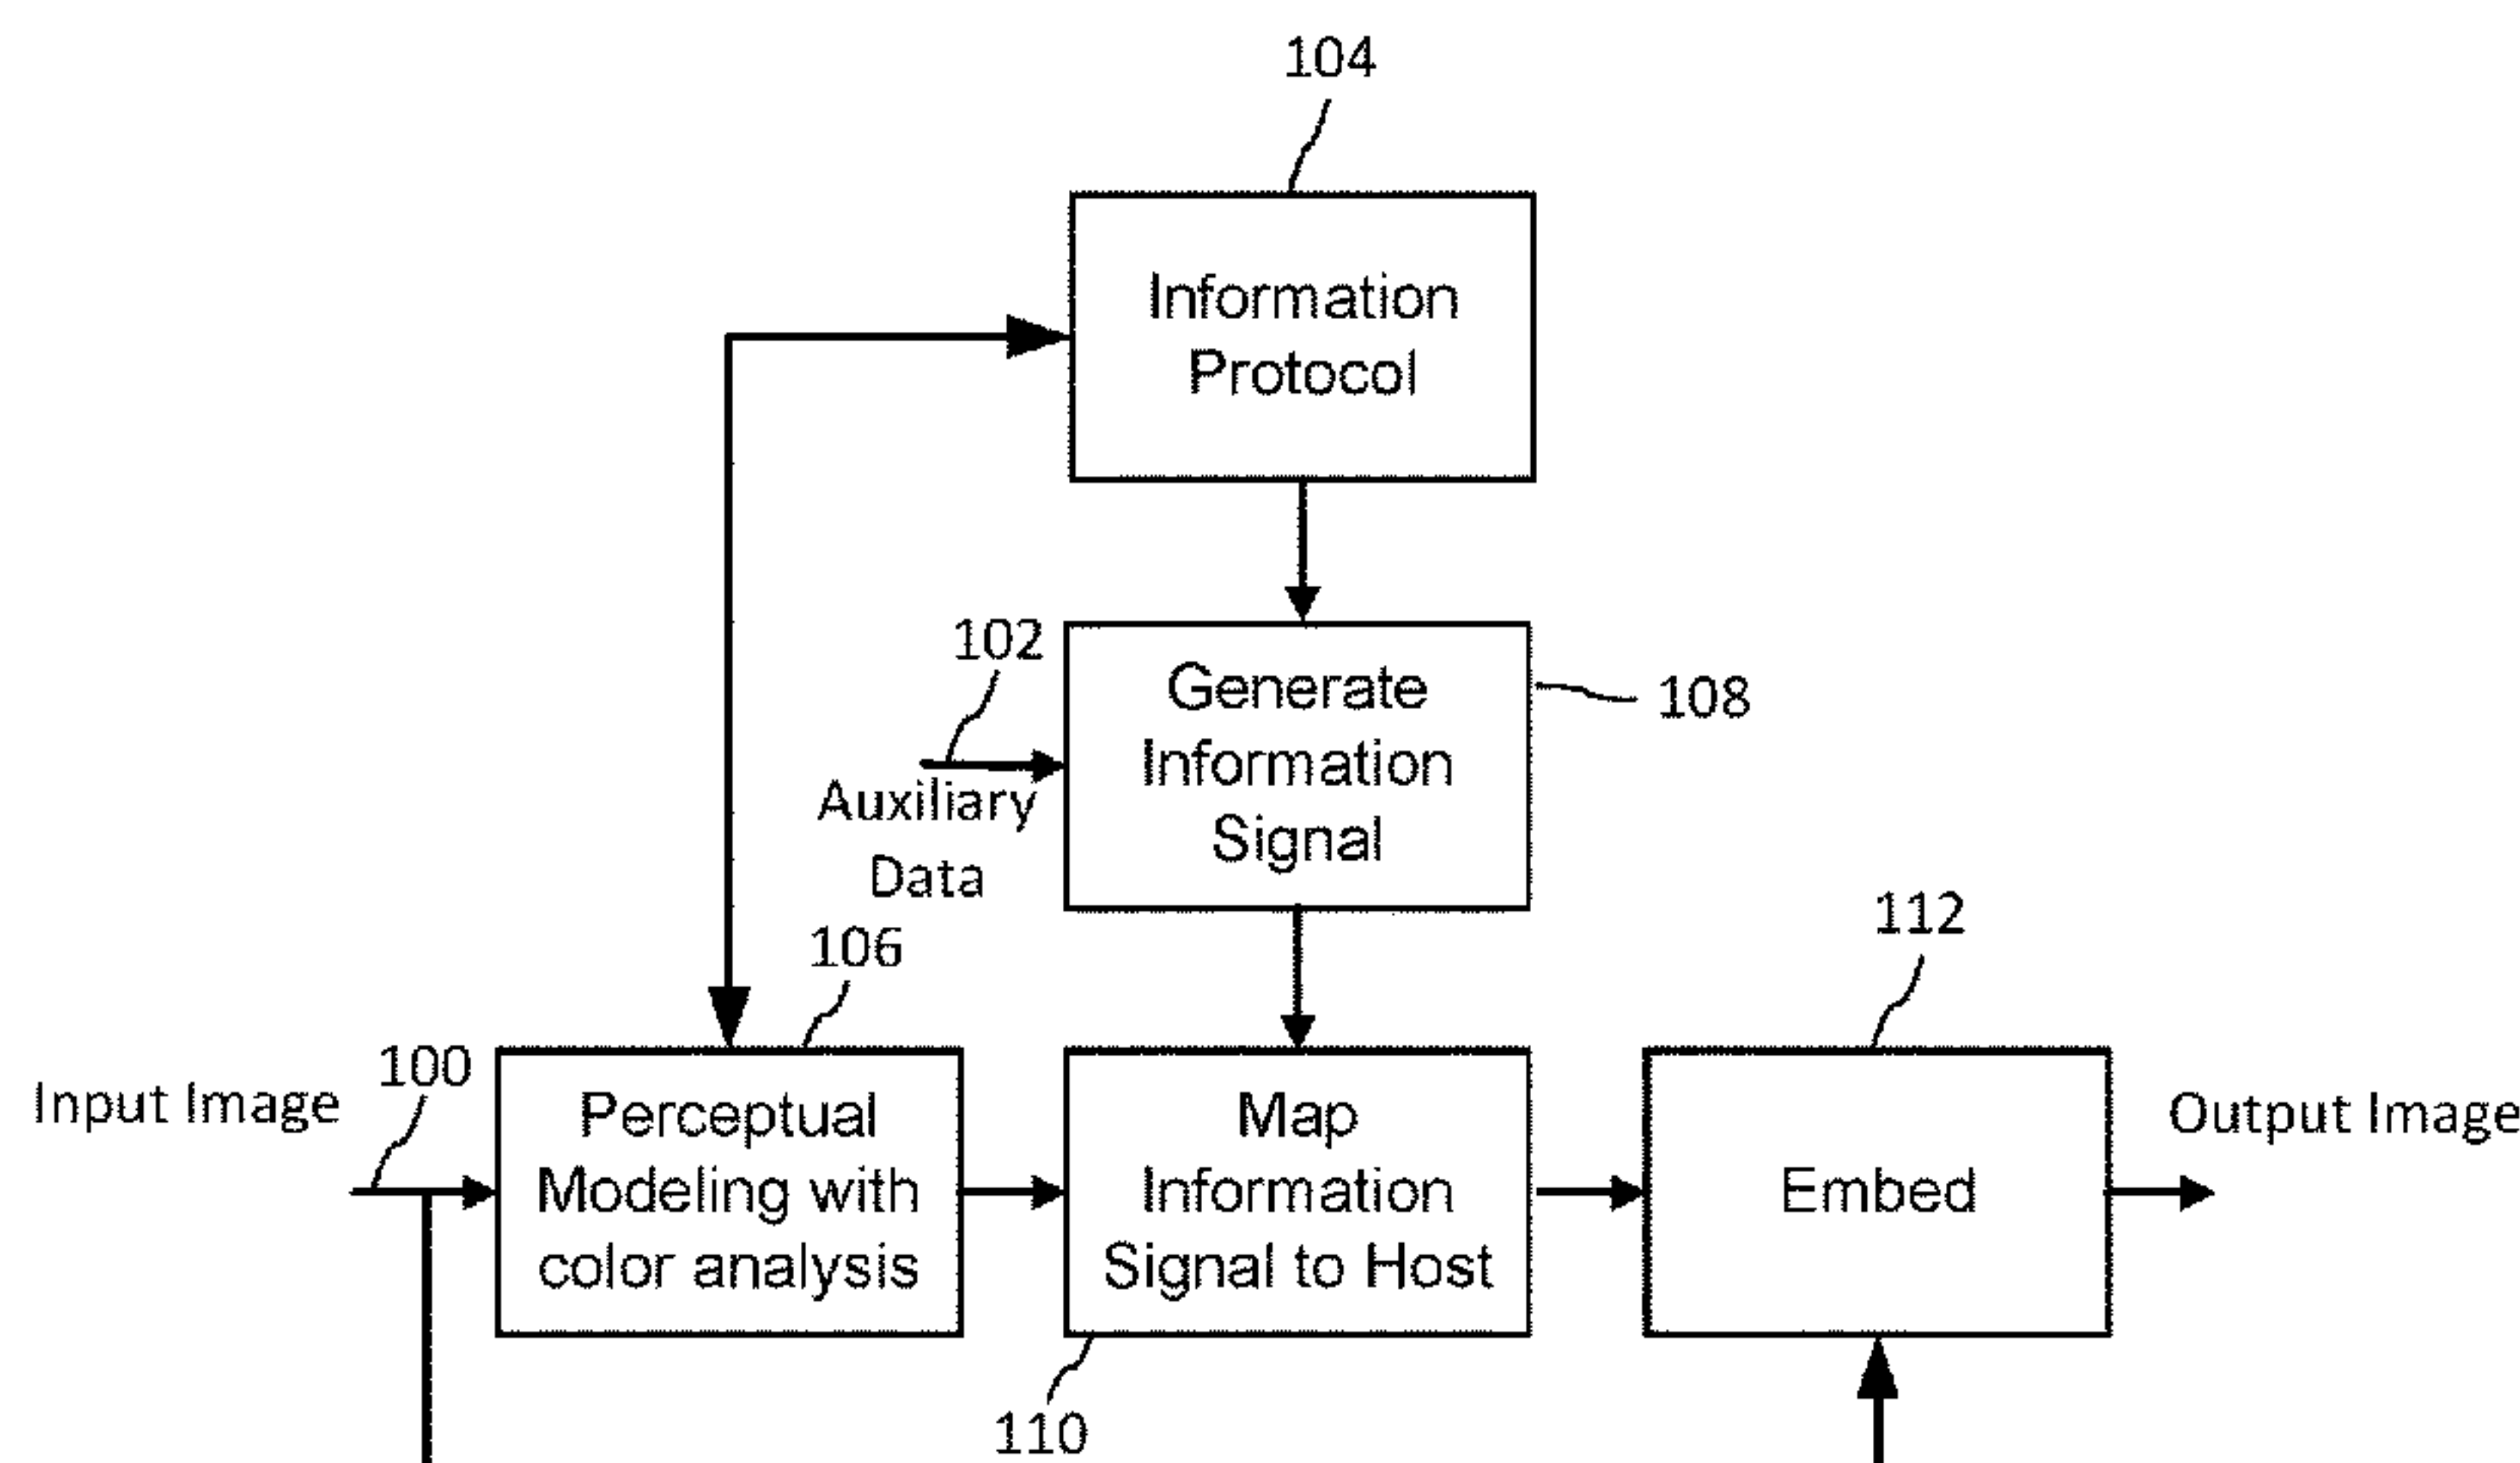 104
Information
Protocol
102
Generate
Information
Signal
108
Auxiliary
Data
106
112
100
Input Image
Perceptual
Modeling with
color analysis
Map
Information
Signal to Host
Embed
Output Image
110